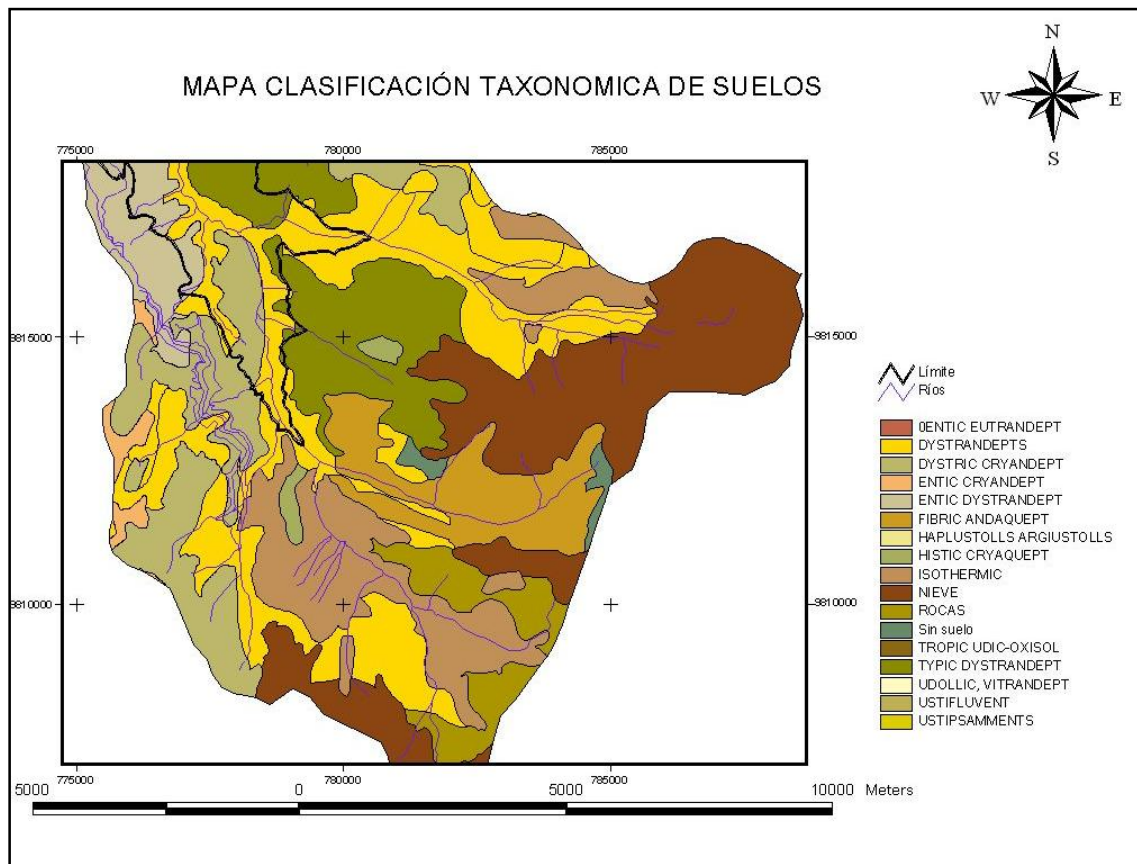 MAPA CLASIFICACIÓN TAXONOMICA DE SUELOS
N
W E
S
775000 780000 785000
9815000 9815000
9810000 9810000
775000 780000 785000
Límite
Ríos
0ENTIC EUTRANDEPT
DYSTRANDEPTS
DYSTRIC CRYANDEPT
ENTIC CRYANDEPT
ENTIC DYSTRANDEPT
FIBRIC ANDAQUEPT
HAPLUSTOLLS ARGIUSTOLLS
HISTIC CRYAQUEPT
ISOTHERMIC
NIEVE
ROCAS
Sin suelo
TROPIC UDIC-OXISOL
TYPIC DYSTRANDEPT
UDOLLIC, VITRANDEPT
USTIFLUVENT
USTIPSAMMENTS
5000 0 5000 10000 Meters